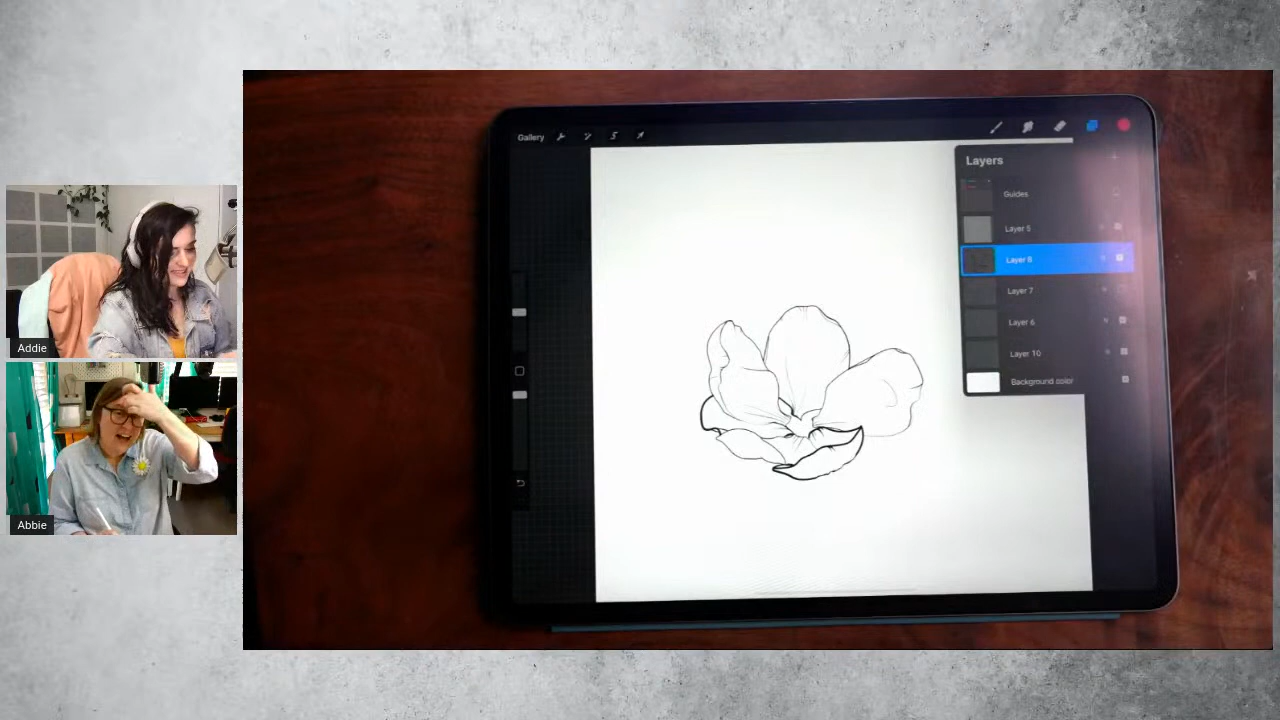 Gallery
Layers
Guides
Layer 5
Layer 8
Layer 7
Layer 6
Layer 10
Background color
Addie
Abbie